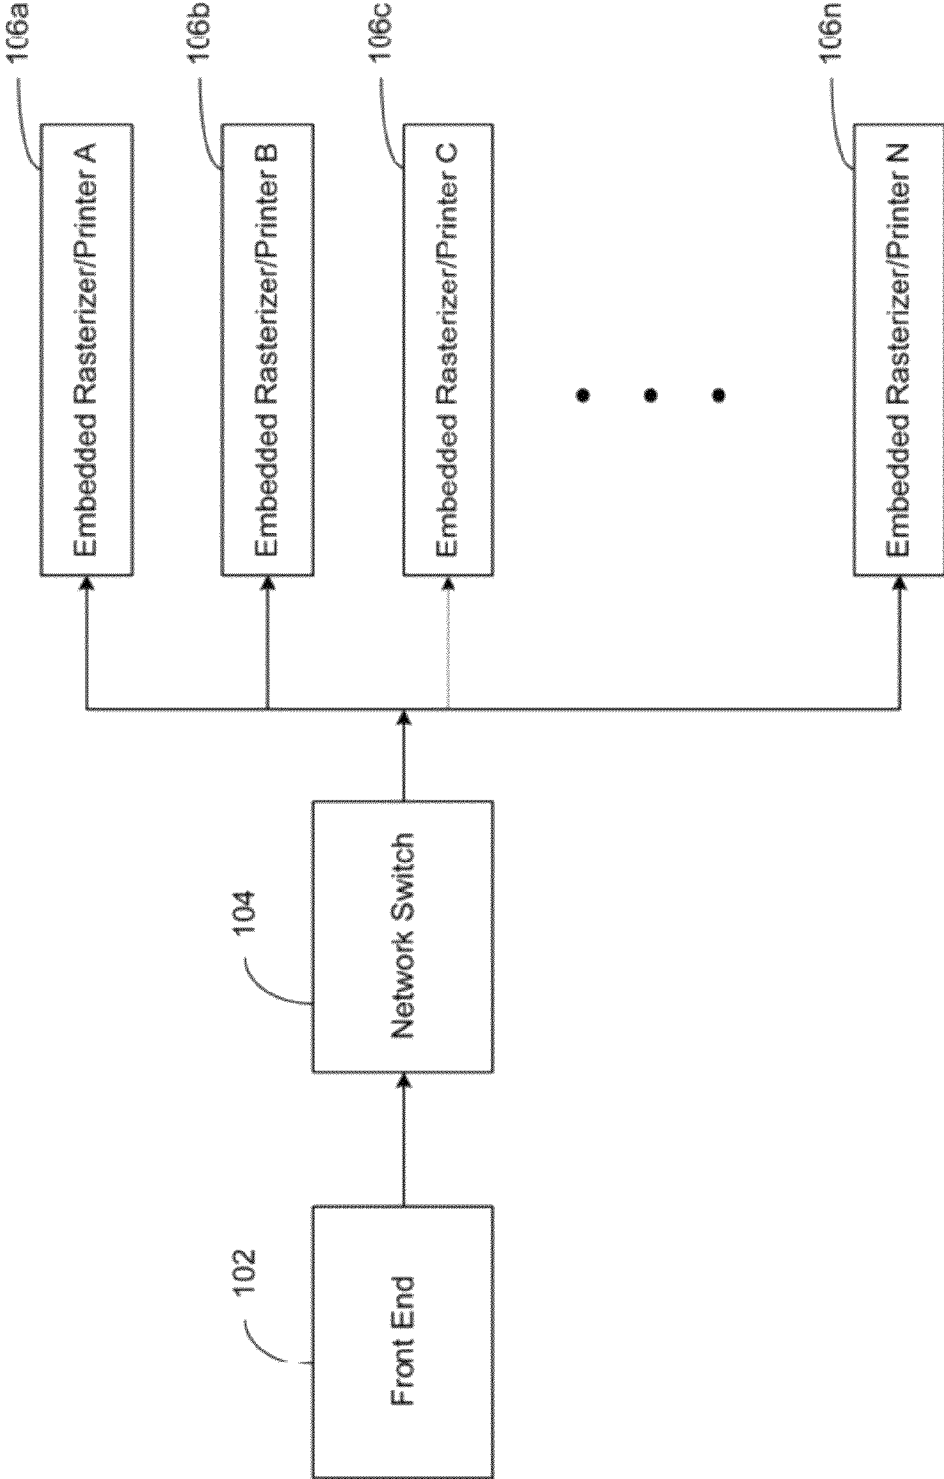 106a
Embedded Rasterizer/Printer A
106b
Embedded Rasterizer/Printer B
106c
Embedded Rasterizer/Printer C
106n
Embedded Rasterizer/Printer N
104
Network Switch
102
Front End